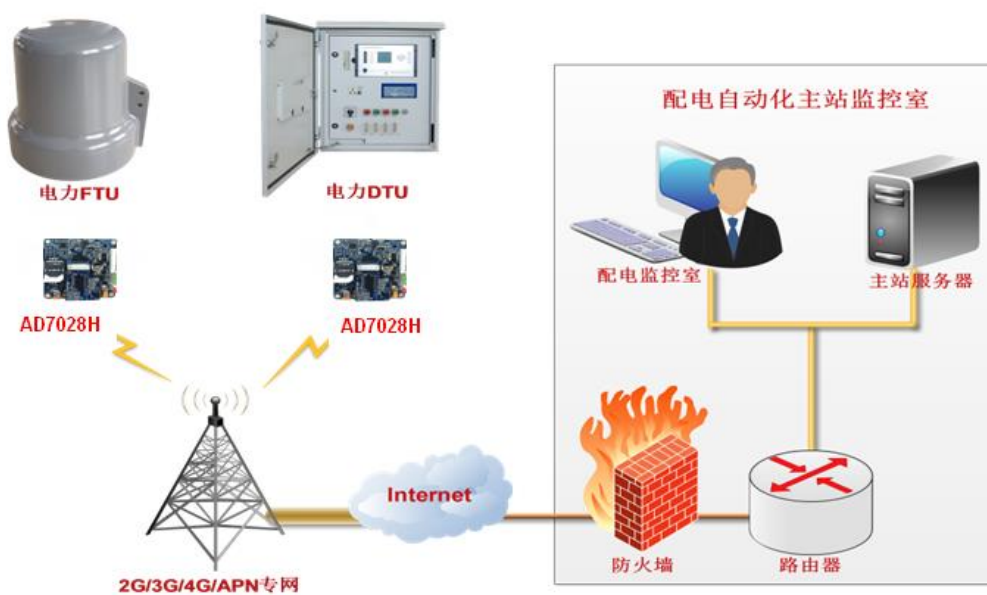 配电自动化主站监控室
电力FTU
电力DTU
配电监控室
主站服务器
AD7028H
AD7028H
Internet
防火墙
路由器
2G/3G/4G/APN专网